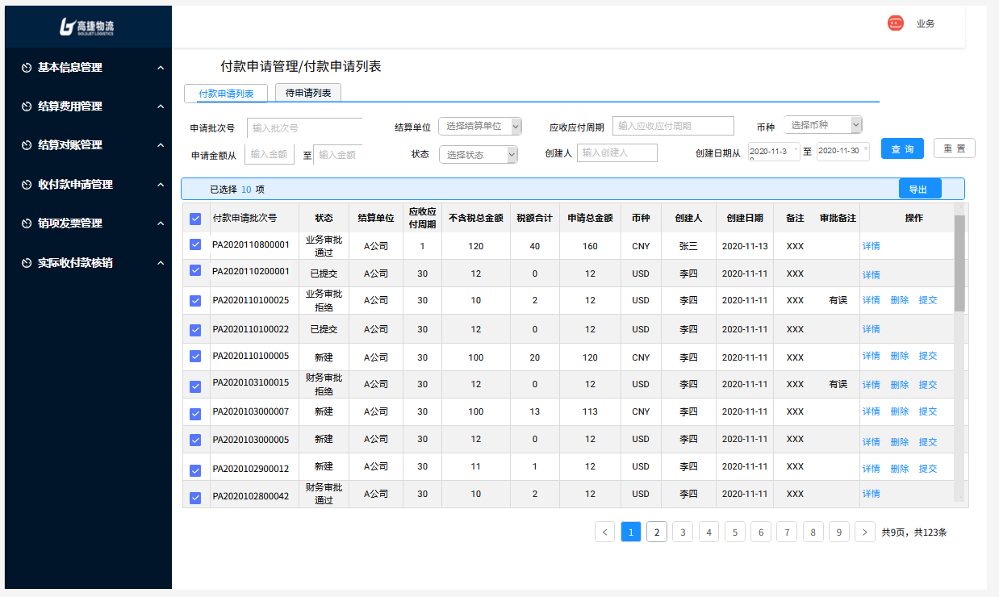 高捷物流
GOLDJET LOGISTICS
业务
基本信息管理
结算费用管理
结算对账管理
收付款申请管理
销项发票管理
实际收付款核销
付款申请管理/付款申请列表
付款申请列表 待申请列表
申请批次号 输入批次号 结算单位 选择结算单位 应收应付周期 输入应收应付周期 币种 选择币种
申请金额从 输入金额 至 输入金额 状态 选择状态 创建人 输入创建人 创建日期从 2020-11-3 至 2020-11-30 查 询 重 置
已选择 10 项 导出
付款申请批次号 状态 结算单位 应收应付周期 不含税总金额 税额合计 申请总金额 币种 创建人 创建日期 备注 审批备注 操作
PA2020110800001 业务审批通过 A公司 1 120 40 160 CNY 张三 2020-11-13 XXX 详情
PA2020110200001 已提交 A公司 30 12 0 12 USD 李四 2020-11-11 XXX 详情
PA2020110100025 业务审批拒绝 A公司 30 10 2 12 USD 李四 2020-11-11 XXX 有误 详情 删除 提交
PA2020110100022 已提交 A公司 30 12 0 12 USD 李四 2020-11-11 XXX 详情
PA2020110100005 新建 A公司 30 100 20 120 CNY 李四 2020-11-11 XXX 详情 删除 提交
PA2020103100015 财务审批拒绝 A公司 30 12 0 12 USD 李四 2020-11-11 XXX 有误 详情 删除 提交
PA2020103000007 新建 A公司 30 100 13 113 CNY 李四 2020-11-11 XXX 详情 删除 提交
PA2020103000005 新建 A公司 30 12 0 12 USD 李四 2020-11-11 XXX 详情 删除 提交
PA2020102900012 新建 A公司 30 11 1 12 USD 李四 2020-11-11 XXX 详情 删除 提交
PA2020102800042 财务审批通过 A公司 30 10 2 12 USD 李四 2020-11-11 XXX 详情
< 1 2 3 4 5 6 7 8 9 > 共9页，共123条